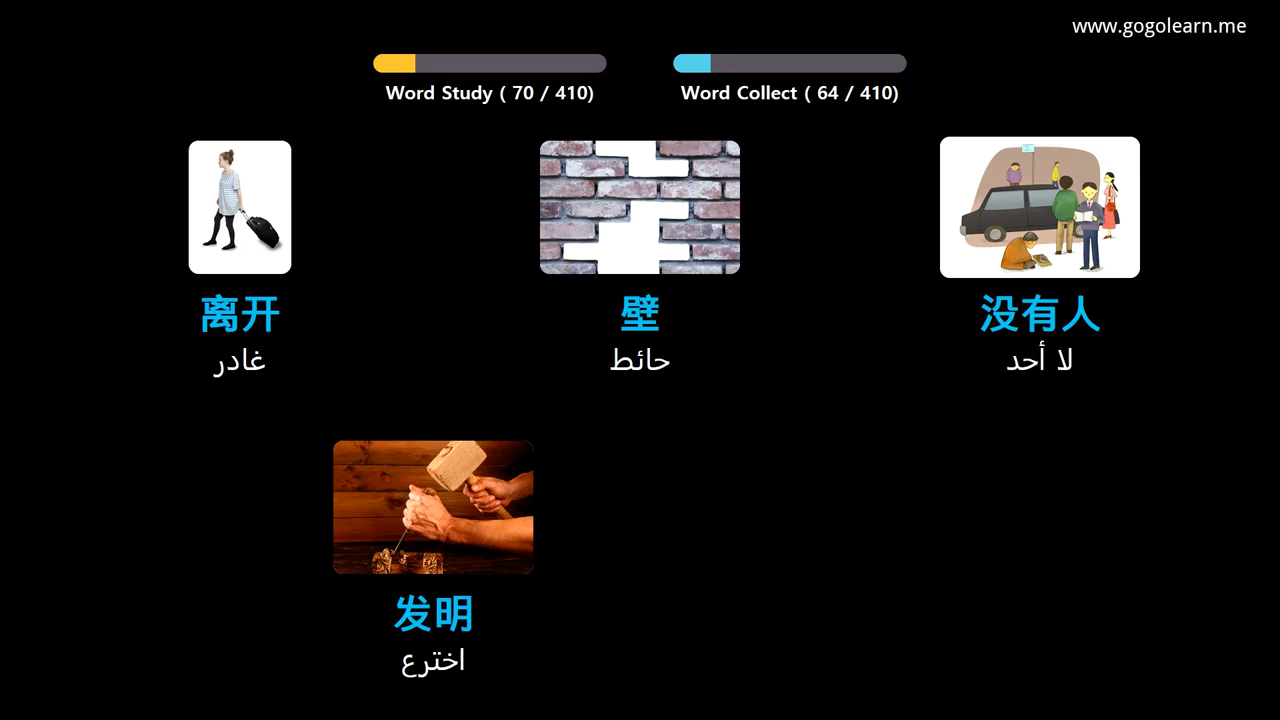 www.gogolearn.me
Word Study ( 70 / 410)
Word Collect ( 64 / 410)
离开
غادر
壁
حائط
没有人
لا أحد
发明
اخترع